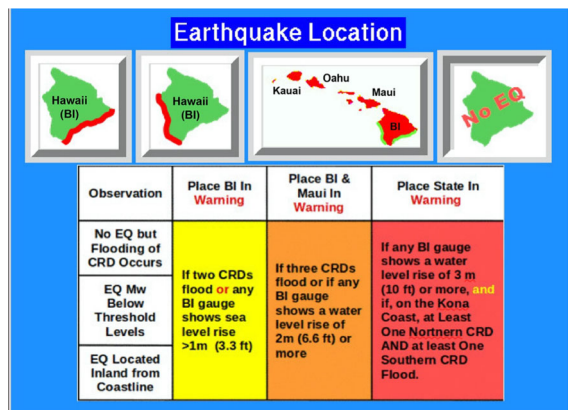 Earthquake Location
Hawaii
(BI)
Hawaii
(BI)
Kauai
Oahu
Maui
BI
No EQ
Observation
Place BI In
Warning
Place BI &
Maui In
Warning
Place State In
Warning
No EQ but
Flooding of
CRD Occurs
EQ Mw
Below
Threshold
Levels
EQ Located
Inland from
Coastline
If two CRDs
flood or any
BI gauge
shows sea
level rise
>1m (3.3 ft)
If three CRDs
flood or if any
BI gauge
shows a water
level rise of
2m (6.6 ft) or
more
If any BI gauge
shows a water
level rise of 3 m
(10 ft) or more, and
if, on the Kona
Coast, at Least
One Nortnern CRD
AND at least One
Southern CRD
Flood.